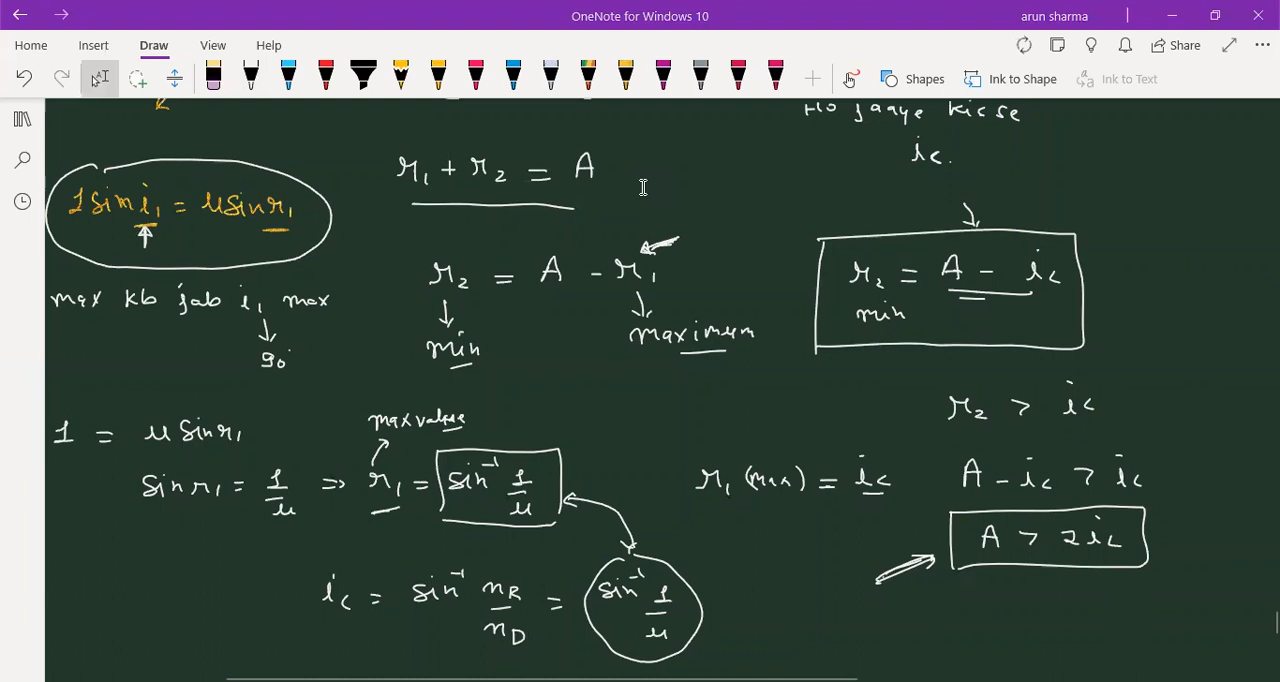 OneNote for Windows 10
arun sharma
Home Insert Draw View Help
Share
Shapes
Ink to Shape
Ink to Text
Ho jaaye kisse
ic.
r₁ + r₂ = A
1 sin i₁ = μ sin r₁
r₂ = A - r₁
r₂ = A - ic
min
max kb jab i₁ max
90°
min
maximum
r₂ > ic
max value
1 = μ sin r₁
sin r₁ = 1/μ ⇒ r₁ = sin⁻¹ 1/μ
r₁ (max) = ic
A - ic > ic
A > 2ic
ic = sin⁻¹ nR/nD = sin⁻¹ 1/μ